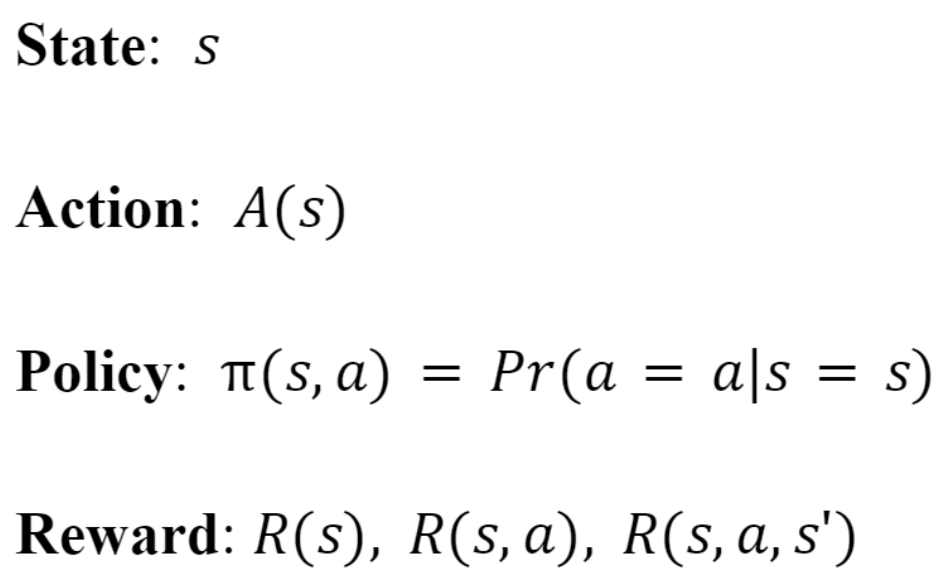 State: s
Action: A(s)
Policy: π(s, a) = Pr(a = a|s = s)
Reward: R(s), R(s, a), R(s, a, s')